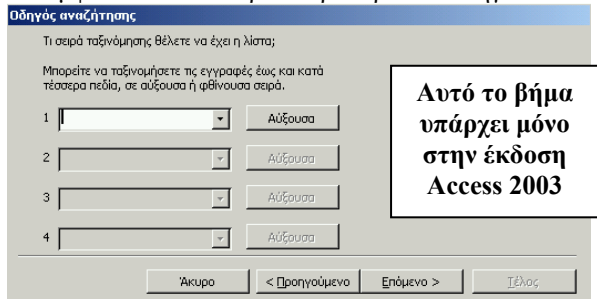 Οδηγός αναζήτησης
Τι σειρά ταξινόμησης θέλετε να έχει η λίστα;
Μπορείτε να ταξινομήσετε τις εγγραφές έως και κατά
τέσσερα πεδία, σε αύξουσα ή φθίνουσα σειρά.
1 Αύξουσα
2 Αύξουσα
3 Αύξουσα
4 Αύξουσα
Αυτό το βήμα
υπάρχει μόνο
στην έκδοση
Access 2003
Άκυρο < Προηγούμενο Επόμενο > Τέλος